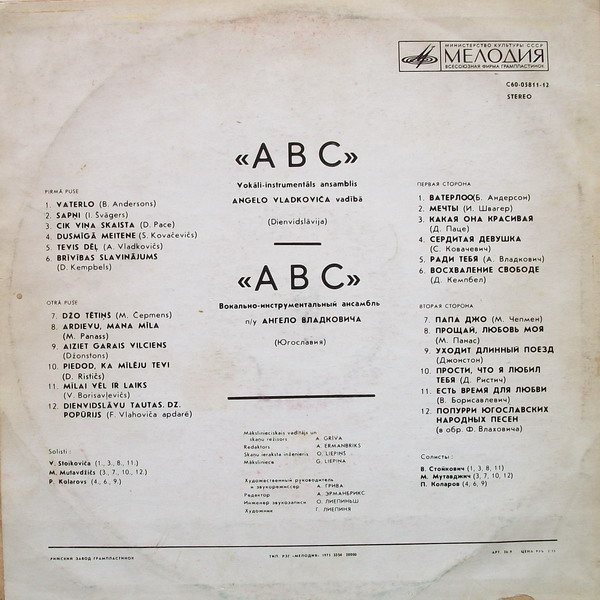 МИНИСТЕРСТВО КУЛЬТУРЫ СССР
МЕЛОДИЯ
ВСЕСОЮЗНАЯ ФИРМА ГРАМПЛАСТИНОК
С60-05811-12
STEREO
«ABC»
Vokāli-instrumentāls ansamblis
ANGELO VLADKOVIČA vadībā
(Dienvidslāvija)
PIRMĀ PUSE
1. VATERLO (B. Andersons)
2. SAPŅI (I. Švāgers)
3. CIK VIŅA SKAISTA (D. Pace)
4. DUSMĪGĀ MEITENE (S. Kovačevičs)
5. TEVIS DĒĻ (A. Vladkovičs)
6. BRĪVĪBAS SLAVINĀJUMS
(D. Kempbels)
OTRĀ PUSE
7. DŽO TĒTIŅŠ (M. Čepmens)
8. ARDIEVU, MANA MĪLA
(M. Panass)
9. AIZIET GARAIS VILCIENS
(Džonstons)
10. PIEDOD, KA MĪLĒJU TEVI
(D. Rističs)
11. MĪLAI VĒL IR LAIKS
(V. Borisavļevičs)
12. DIENVIDSLĀVU TAUTAS DZ.
POPŪRIJS (F. Vlahoviča apdarē)
Solisti:
V. Stoikoviča (1., 3., 8., 11.)
M. Mutavdžičs (3., 7., 10., 12.)
P. Kolarovs (4., 6., 9.)
«ABC»
Вокально-инструментальный ансамбль
п/у АНГЕЛО ВЛАДКОВИЧА
(Югославия)
Mākslinieciskais vadītājs un
skaņu režisors A. GRĪVA
Redaktors A. ERMANBRIKS
Skaņu ieraksta inženieris O. LIEPIŅŠ
Māksliniece G. LIEPIŅA
Художественный руководитель
и звукорежиссер А. ГРИВА
Редактор А. ЭРМАНБРИКС
Инженер звукозаписи О. ЛИЕПИНЬШ
Художник Г. ЛИЕПИНЯ
ПЕРВАЯ СТОРОНА
1. ВАТЕРЛОО (Б. Андерсон)
2. МЕЧТЫ (И. Швагер)
3. КАКАЯ ОНА КРАСИВАЯ
(Д. Паце)
4. СЕРДИТАЯ ДЕВУШКА
(С. Ковачевич)
5. РАДИ ТЕБЯ (А. Владкович)
6. ВОСХВАЛЕНИЕ СВОБОДЕ
(Д. Кемпбел)
ВТОРАЯ СТОРОНА
7. ПАПА ДЖО (М. Чепмен)
8. ПРОЩАЙ, ЛЮБОВЬ МОЯ
(М. Панас)
9. УХОДИТ ДЛИННЫЙ ПОЕЗД
(Джонстон)
10. ПРОСТИ, ЧТО Я ЛЮБИЛ
ТЕБЯ (Д. Ристич)
11. ЕСТЬ ВРЕМЯ ДЛЯ ЛЮБВИ
(В. Борисавлевич)
12. ПОПУРРИ ЮГОСЛАВСКИХ
НАРОДНЫХ ПЕСЕН
(в обр. Ф. Влаховича)
Солисты:
В. Стойкович (1, 3, 8, 11)
М. Мутавджич (3, 7, 10, 12)
П. Коларов (4, 6, 9)
РИЖСКИЙ ЗАВОД ГРАМПЛАСТИНОК
«МЕЛОДИЯ»
АРТ.
ЦЕНА